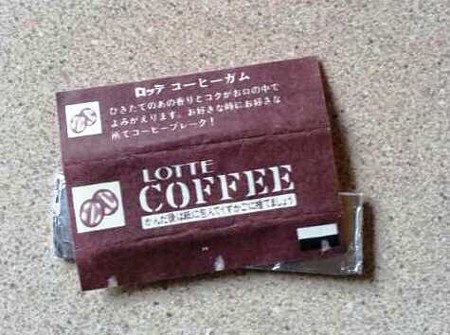 ロッテ コーヒーガム
ひきたてのあの香りとコクがお口の中で
よみがえります。お好きな時にお好きな
所でコーヒーブレーク！
LOTTE
COFFEE
かんだ後は紙に包んでくずかごに捨てましょう